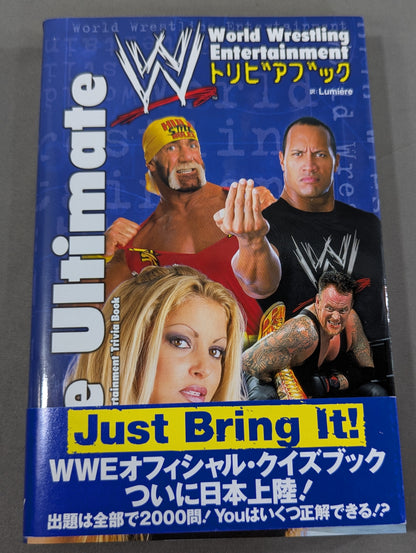 World Wrestling
Entertainment
トリビアブック
訳: Lumiére
e Ultimate
ertainment Trivia Book
Just Bring It!
WWEオフィシャル・クイズブック
ついに日本上陸!
出題は全部で2000問! Youはいくつ正解できる!?